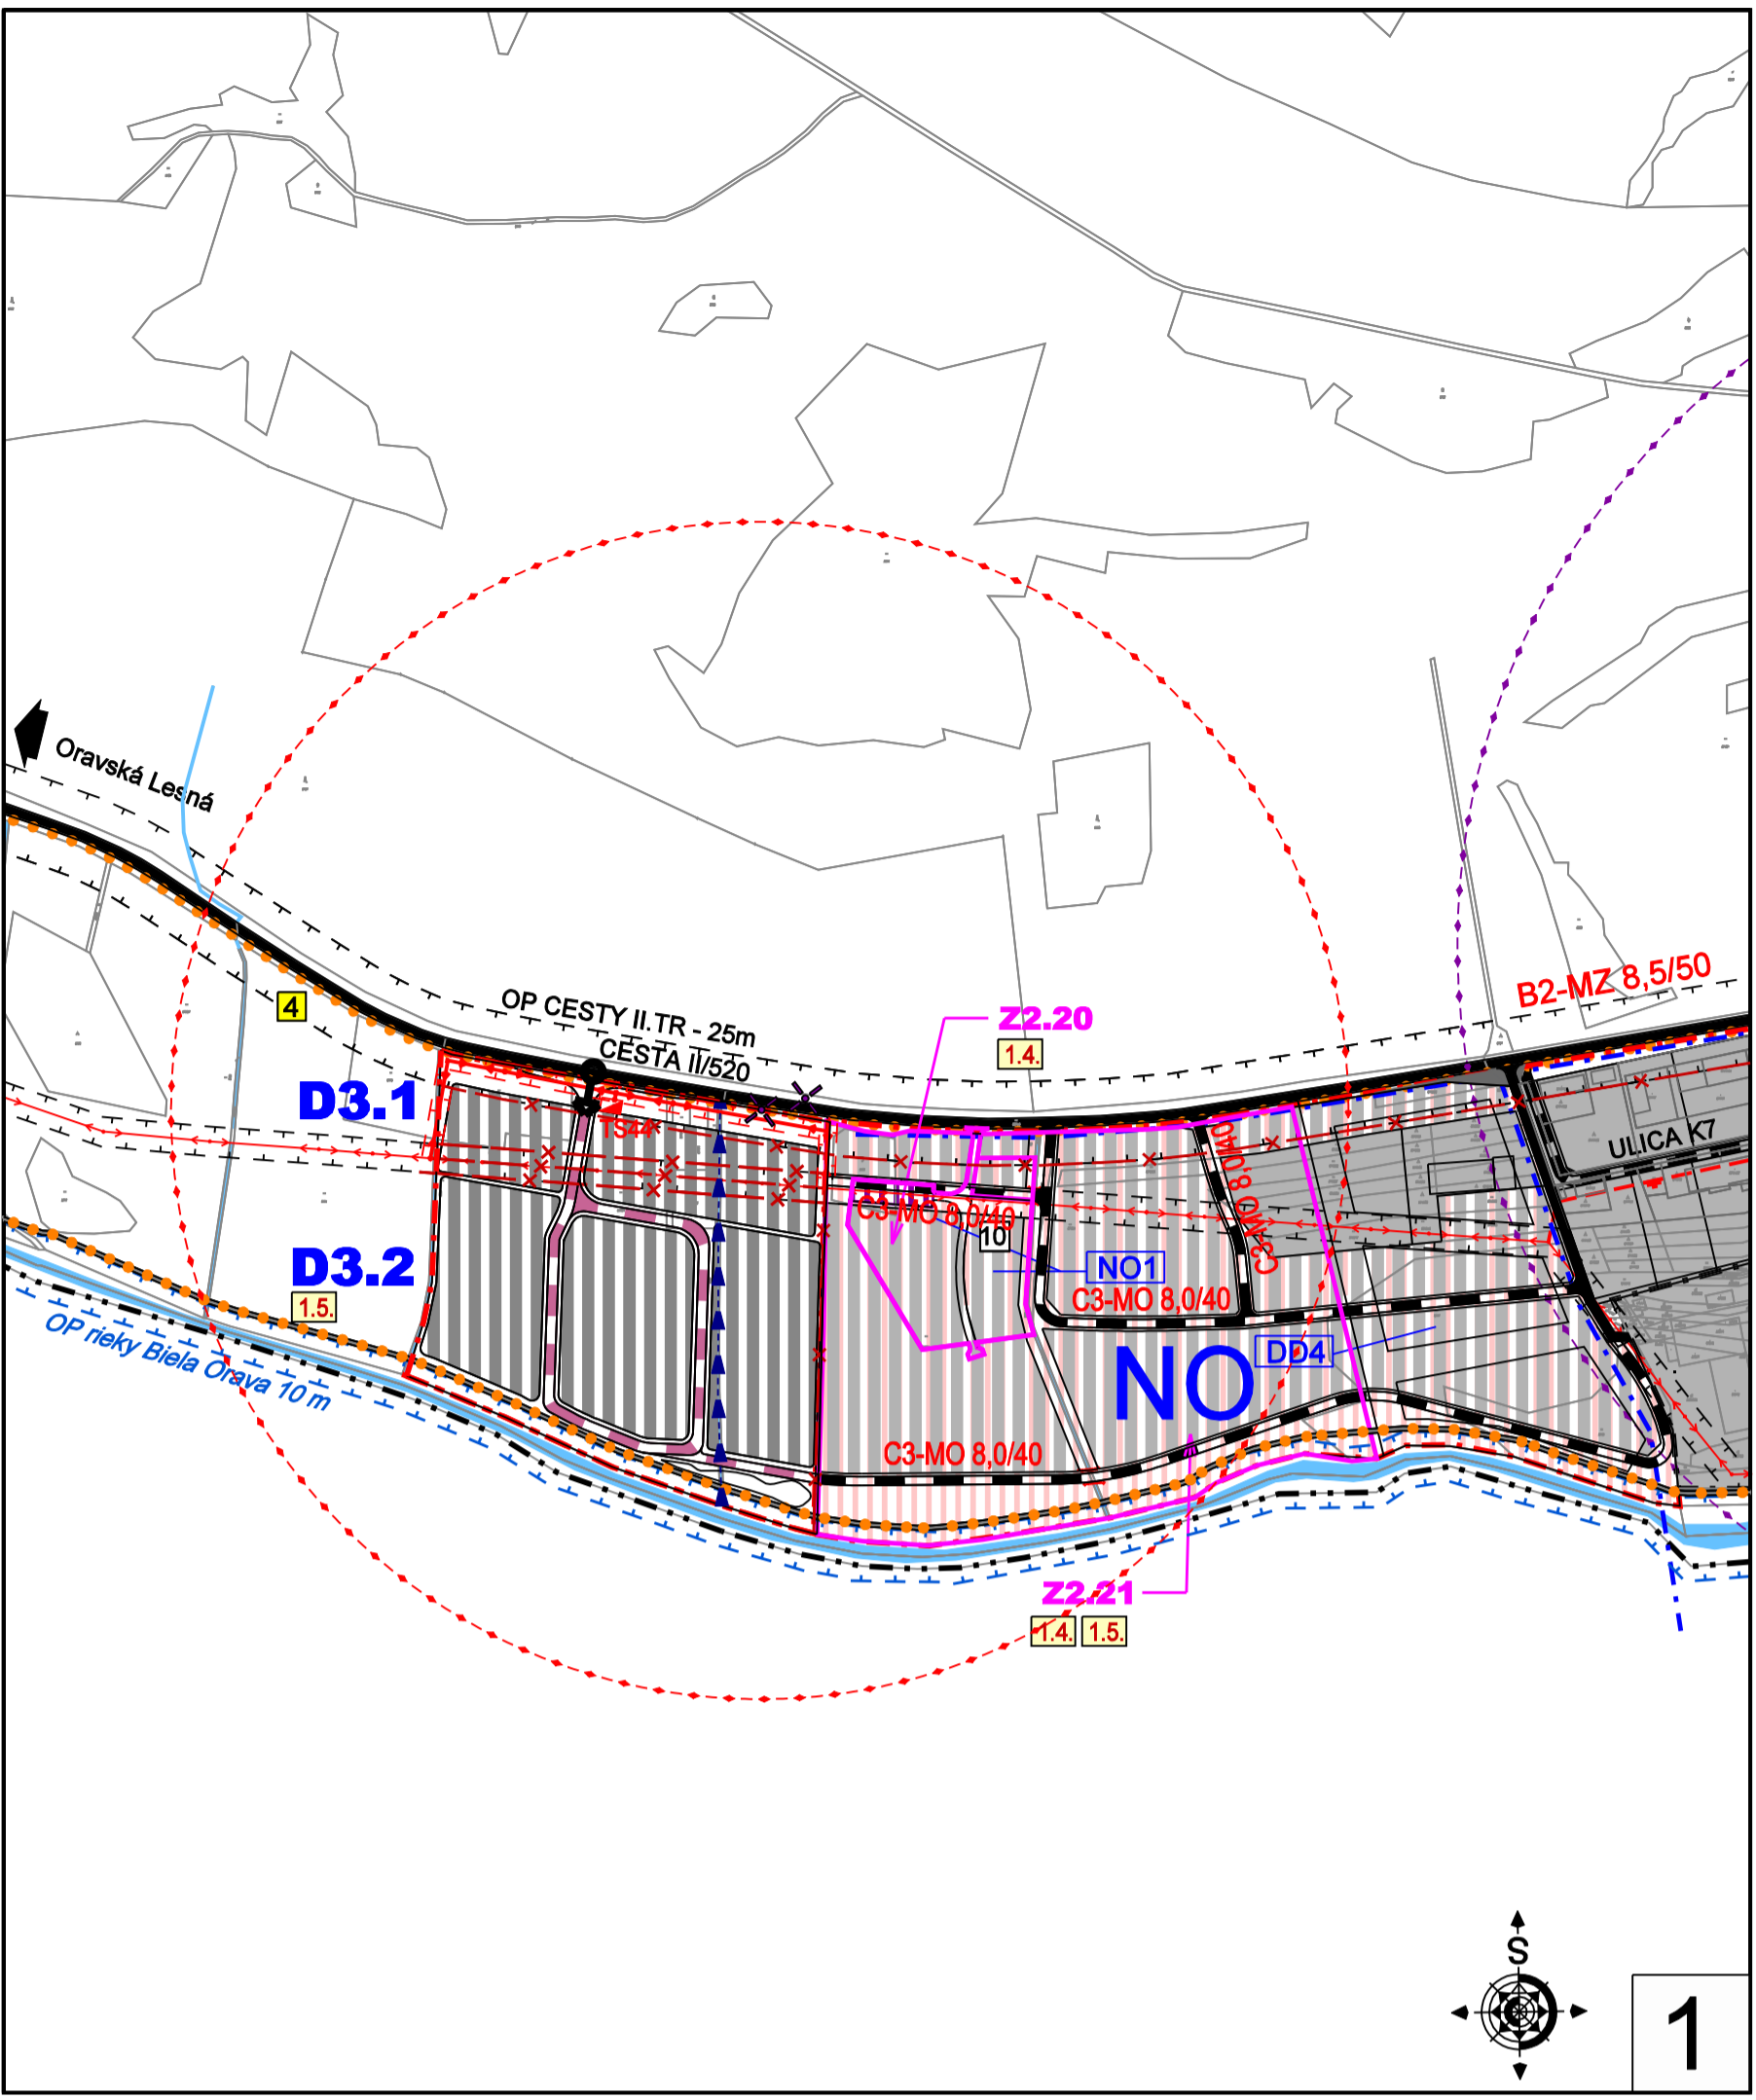 Oravská Lesná
B2-MZ 8,5/50
4
OP CESTY II.TR - 25m
CESTA II/520
Z2.20
1.4.
D3.1
TS44
ULICA K7
C3-MO 8,0/40
C3-MO 8,0/40
10
NO1
C3-MO 8,0/40
D3.2
1.5.
OP rieky Biela Orava 10 m
DD4
NO
C3-MO 8,0/40
Z2.21
1.4. 1.5.
S
1